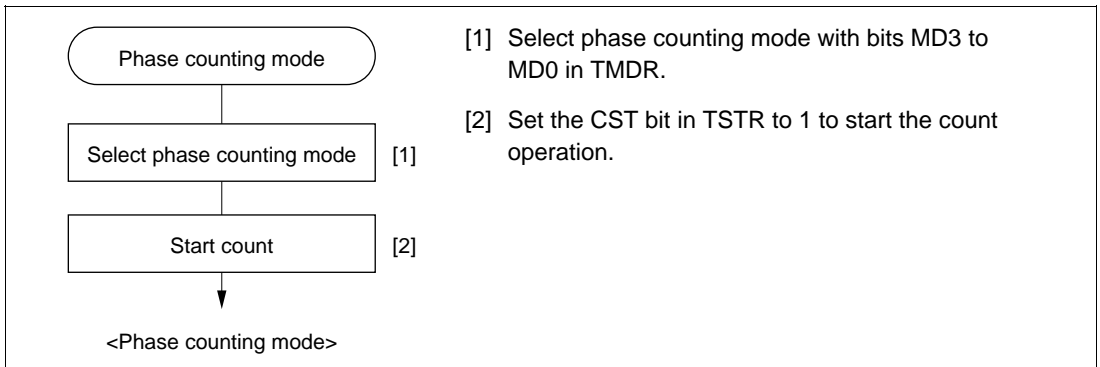 Phase counting mode
Select phase counting mode [1]
Start count [2]
<Phase counting mode>
[1] Select phase counting mode with bits MD3 to
MD0 in TMDR.
[2] Set the CST bit in TSTR to 1 to start the count
operation.